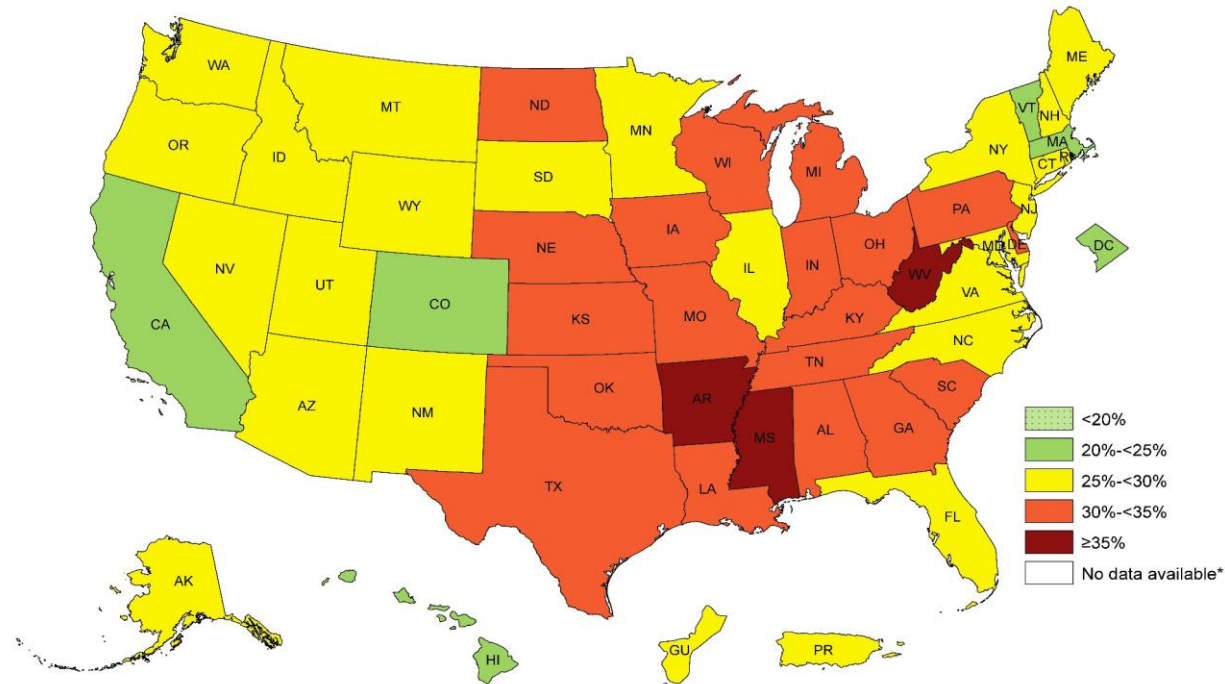 WA
MT
ND
MN
ME
VT
NH
OR
ID
SD
WI
MI
NY
MA
CT
WY
IA
PA
NJ
NE
OH
MD
DE
DC
NV
UT
CO
IL
IN
WV
VA
CA
KS
MO
KY
NC
TN
AZ
NM
OK
AR
SC
MS
AL
GA
TX
LA
FL
AK
HI
GU
PR
<20%
20%-<25%
25%-<30%
30%-<35%
≥35%
No data available*